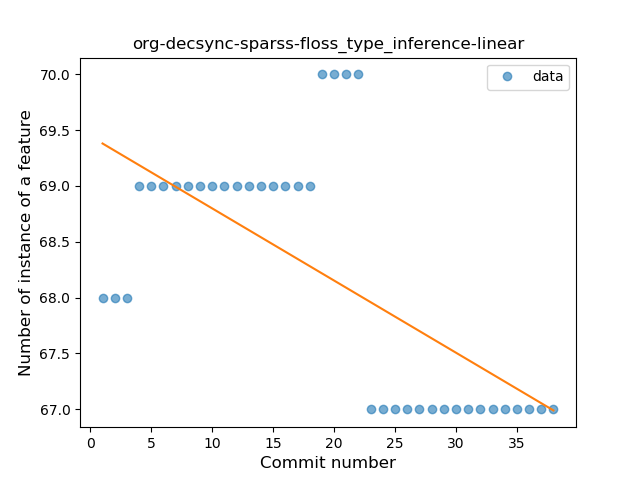 org-decsync-sparss-floss_type_inference-linear
data
Number of instance of a feature
70.0
69.5
69.0
68.5
68.0
67.5
67.0
0 5 10 15 20 25 30 35
Commit number